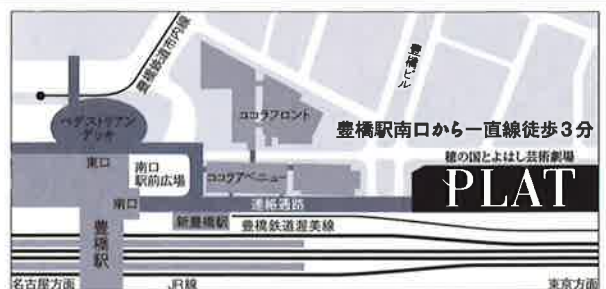 豊橋鉄道市内線
豊橋ビル
ペデストリアン
デッキ
ココラフロント
豊橋駅南口から一直線徒歩3分
穂の国とよはし芸術劇場
PLAT
東口
南口
駅前広場
ココラアベニュー
南口
連絡通路
新豊橋駅
豊橋鉄道渥美線
豊橋駅
名古屋方面
JR線
東京方面